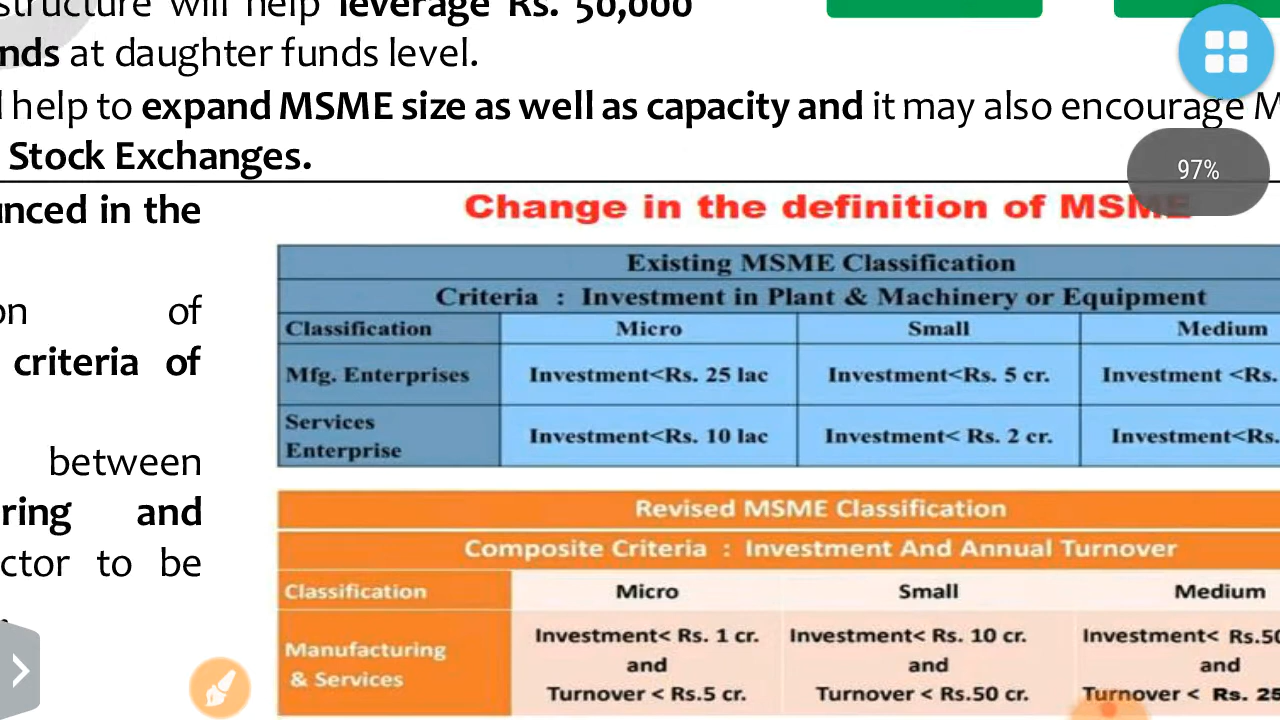 structure will help leverage Rs. 50,000
nds at daughter funds level.
help to expand MSME size as well as capacity and it may also encourage M
Stock Exchanges.
97%
unced in the
on of
criteria of
between
ring and
ctor to be
Change in the definition of MSME
Existing MSME Classification
Criteria : Investment in Plant & Machinery or Equipment
Classification Micro Small Medium
Mfg. Enterprises Investment<Rs. 25 lac Investment<Rs. 5 cr. Investment <Rs.
Services Enterprise Investment<Rs. 10 lac Investment< Rs. 2 cr. Investment<Rs.
Revised MSME Classification
Composite Criteria : Investment And Annual Turnover
Classification Micro Small Medium
Manufacturing & Services
Investment< Rs. 1 cr. Investment< Rs. 10 cr. Investment< Rs.50
and and and
Turnover < Rs.5 cr. Turnover < Rs.50 cr. Turnover < Rs. 25